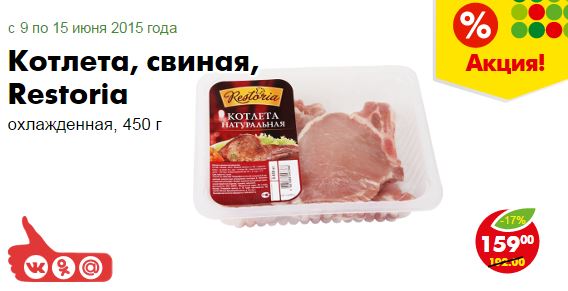 с 9 по 15 июня 2015 года
Котлета, свиная,
Restoria
охлажденная, 450 г
%
Акция!
Restoria
КОТЛЕТА
НАТУРАЛЬНАЯ
-17%
159.00
192.00